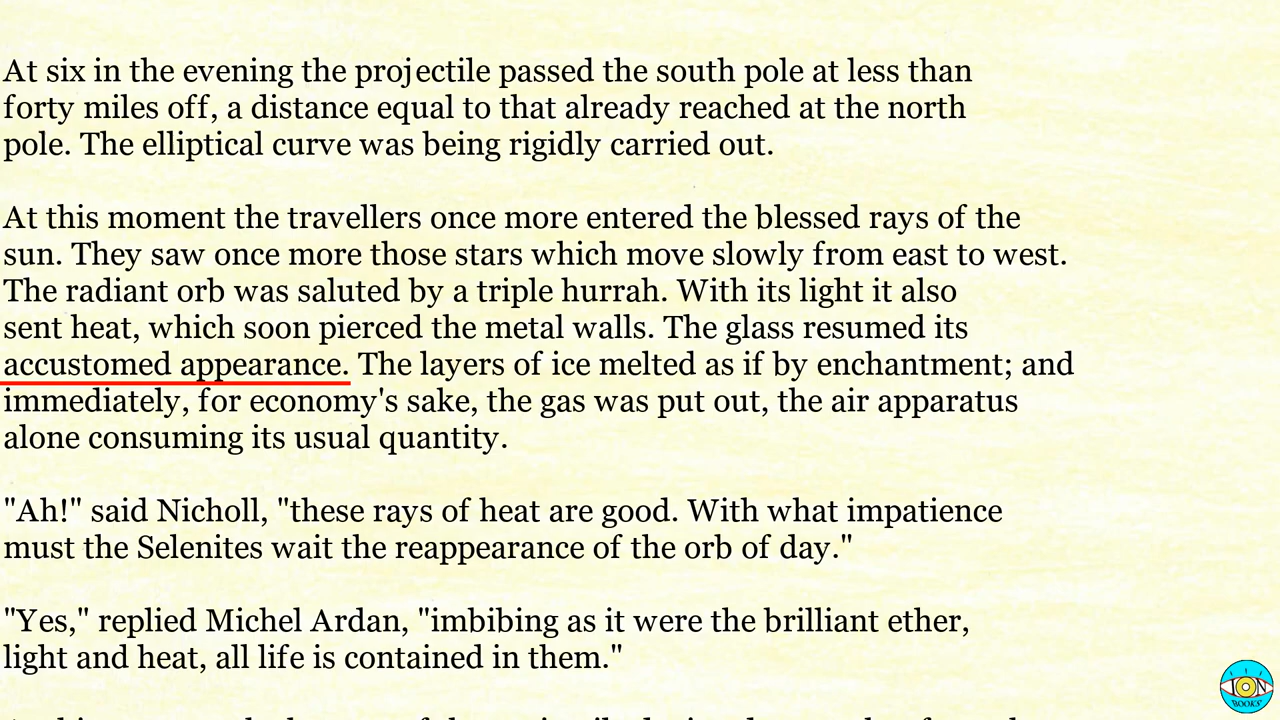 At six in the evening the projectile passed the south pole at less than
forty miles off, a distance equal to that already reached at the north
pole. The elliptical curve was being rigidly carried out.
At this moment the travellers once more entered the blessed rays of the
sun. They saw once more those stars which move slowly from east to west.
The radiant orb was saluted by a triple hurrah. With its light it also
sent heat, which soon pierced the metal walls. The glass resumed its
accustomed appearance. The layers of ice melted as if by enchantment; and
immediately, for economy's sake, the gas was put out, the air apparatus
alone consuming its usual quantity.
"Ah!" said Nicholl, "these rays of heat are good. With what impatience
must the Selenites wait the reappearance of the orb of day."
"Yes," replied Michel Ardan, "imbibing as it were the brilliant ether,
light and heat, all life is contained in them."
ION
BOOKS